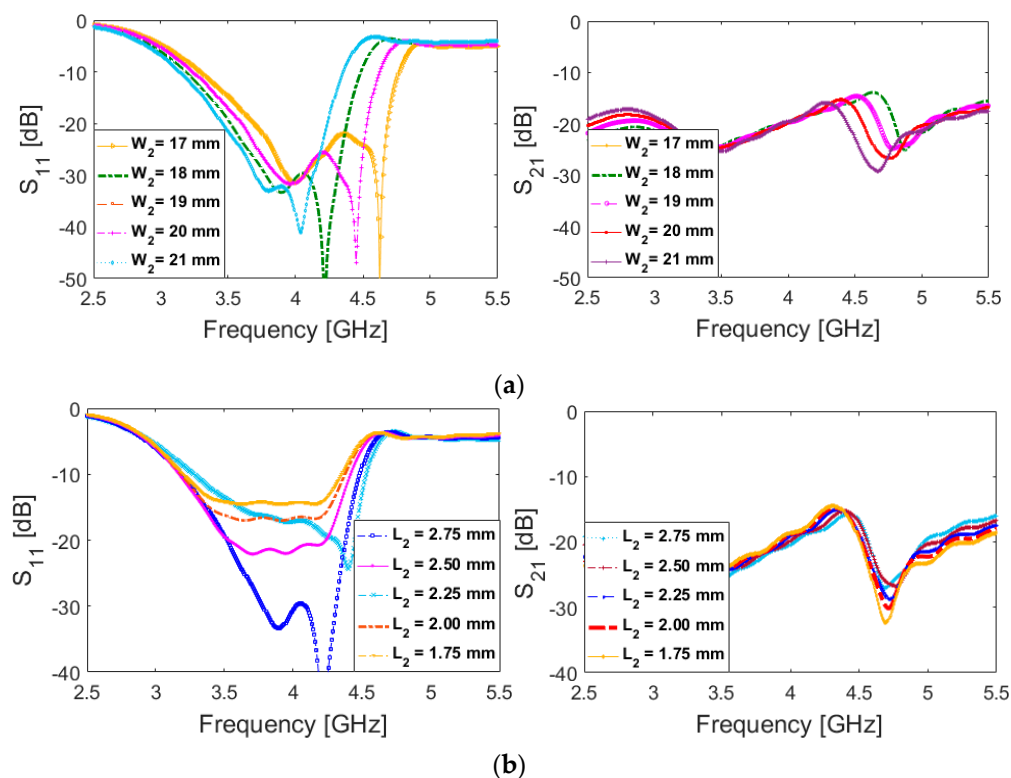 (a)
0
-10
-20
-30
-40
-50
S11 [dB]
W2= 17 mm
W2= 18 mm
W2= 19 mm
W2= 20 mm
W2= 21 mm
2.5 3 3.5 4 4.5 5 5.5
Frequency [GHz]
0
-10
-20
-30
-40
-50
S21 [dB]
W2= 17 mm
W2= 18 mm
W2= 19 mm
W2= 20 mm
W2= 21 mm
2.5 3 3.5 4 4.5 5 5.5
Frequency [GHz]
(b)
0
-10
-20
-30
-40
S11 [dB]
L2 = 2.75 mm
L2 = 2.50 mm
L2 = 2.25 mm
L2 = 2.00 mm
L2 = 1.75 mm
2.5 3 3.5 4 4.5 5 5.5
Frequency [GHz]
0
-10
-20
-30
-40
S21 [dB]
L2 = 2.75 mm
L2 = 2.50 mm
L2 = 2.25 mm
L2 = 2.00 mm
L2 = 1.75 mm
2.5 3 3.5 4 4.5 5 5.5
Frequency [GHz]